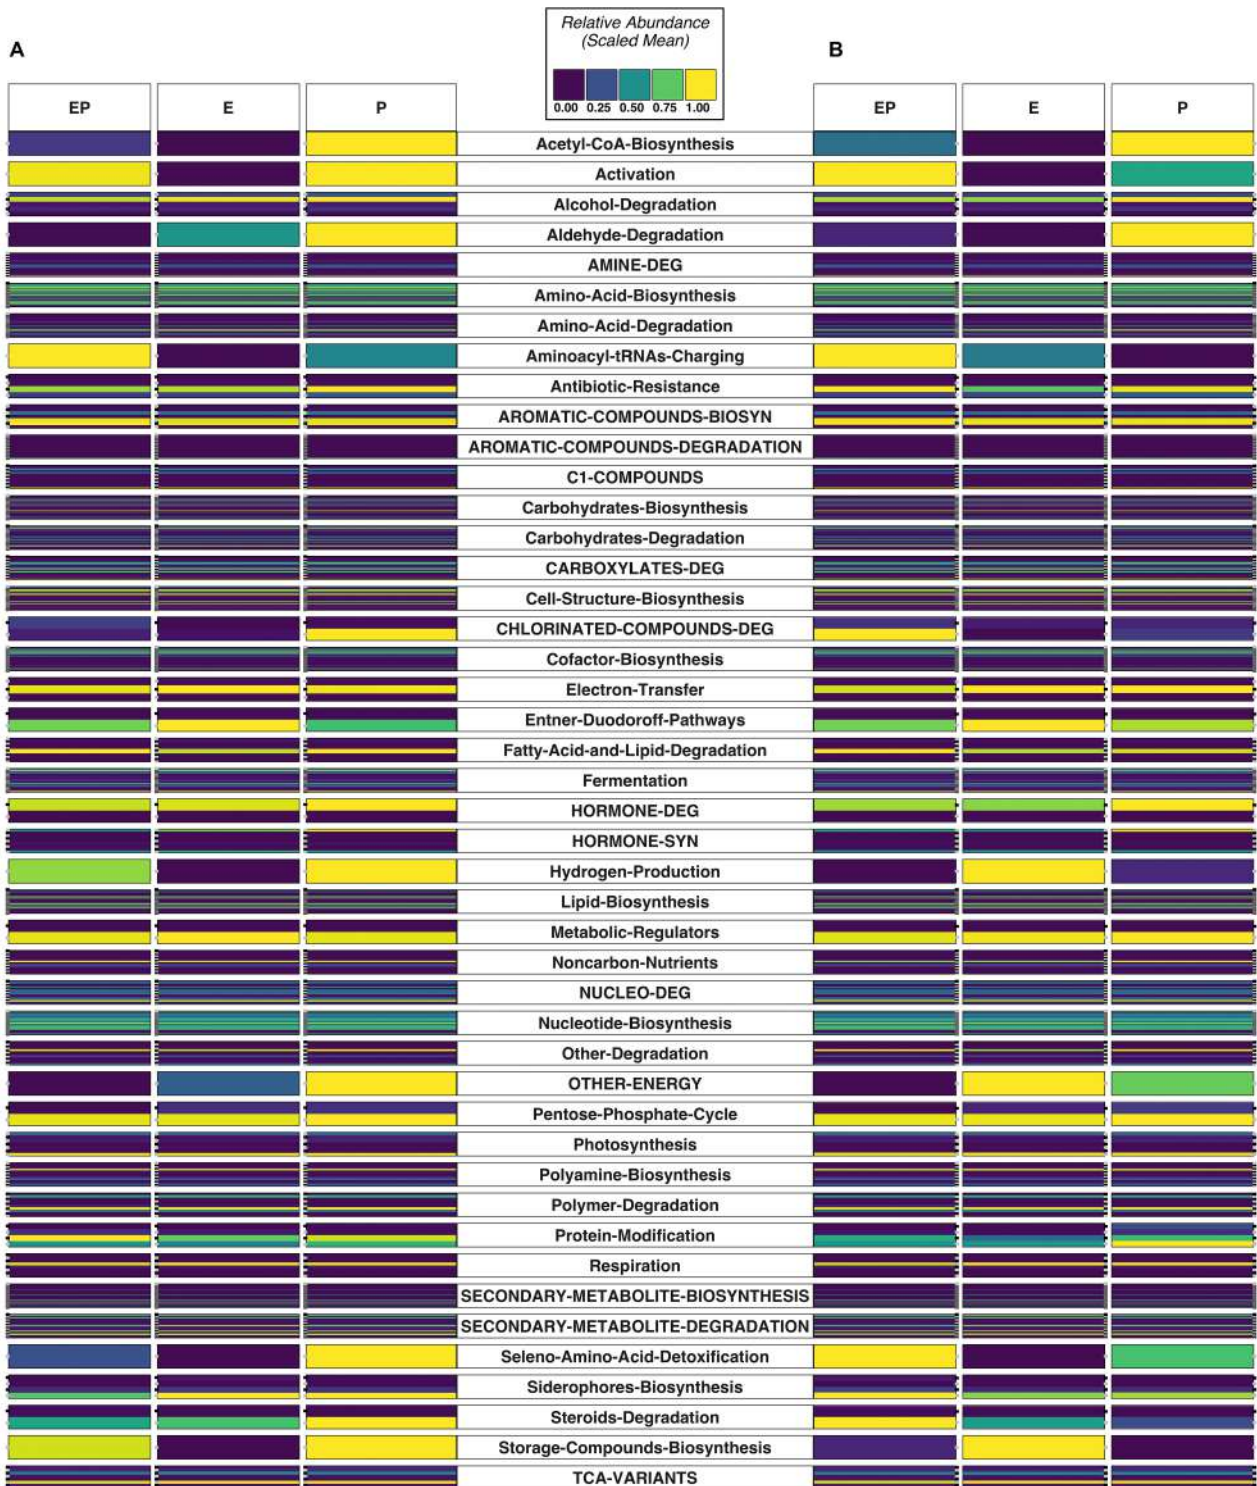 Relative Abundance
(Scaled Mean)
0.00 0.25 0.50 0.75 1.00
A
B
EP E P EP E P
Acetyl-CoA-Biosynthesis
Activation
Alcohol-Degradation
Aldehyde-Degradation
AMINE-DEG
Amino-Acid-Biosynthesis
Amino-Acid-Degradation
Aminoacyl-tRNAs-Charging
Antibiotic-Resistance
AROMATIC-COMPOUNDS-BIOSYN
AROMATIC-COMPOUNDS-DEGRADATION
C1-COMPOUNDS
Carbohydrates-Biosynthesis
Carbohydrates-Degradation
CARBOXYLATES-DEG
Cell-Structure-Biosynthesis
CHLORINATED-COMPOUNDS-DEG
Cofactor-Biosynthesis
Electron-Transfer
Entner-Duodoroff-Pathways
Fatty-Acid-and-Lipid-Degradation
Fermentation
HORMONE-DEG
HORMONE-SYN
Hydrogen-Production
Lipid-Biosynthesis
Metabolic-Regulators
Noncarbon-Nutrients
NUCLEO-DEG
Nucleotide-Biosynthesis
Other-Degradation
OTHER-ENERGY
Pentose-Phosphate-Cycle
Photosynthesis
Polyamine-Biosynthesis
Polymer-Degradation
Protein-Modification
Respiration
SECONDARY-METABOLITE-BIOSYNTHESIS
SECONDARY-METABOLITE-DEGRADATION
Seleno-Amino-Acid-Detoxification
Siderophores-Biosynthesis
Steroids-Degradation
Storage-Compounds-Biosynthesis
TCA-VARIANTS